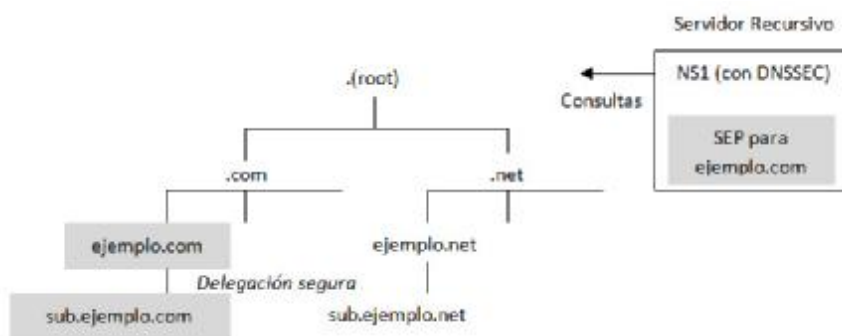 Servidor Recursivo
NS1 (con DNSSEC)
Consultas
SEP para
ejemplo.com
.(root)
.com
.net
ejemplo.com
ejemplo.net
Delegación segura
sub.ejemplo.com
sub.ejemplo.net